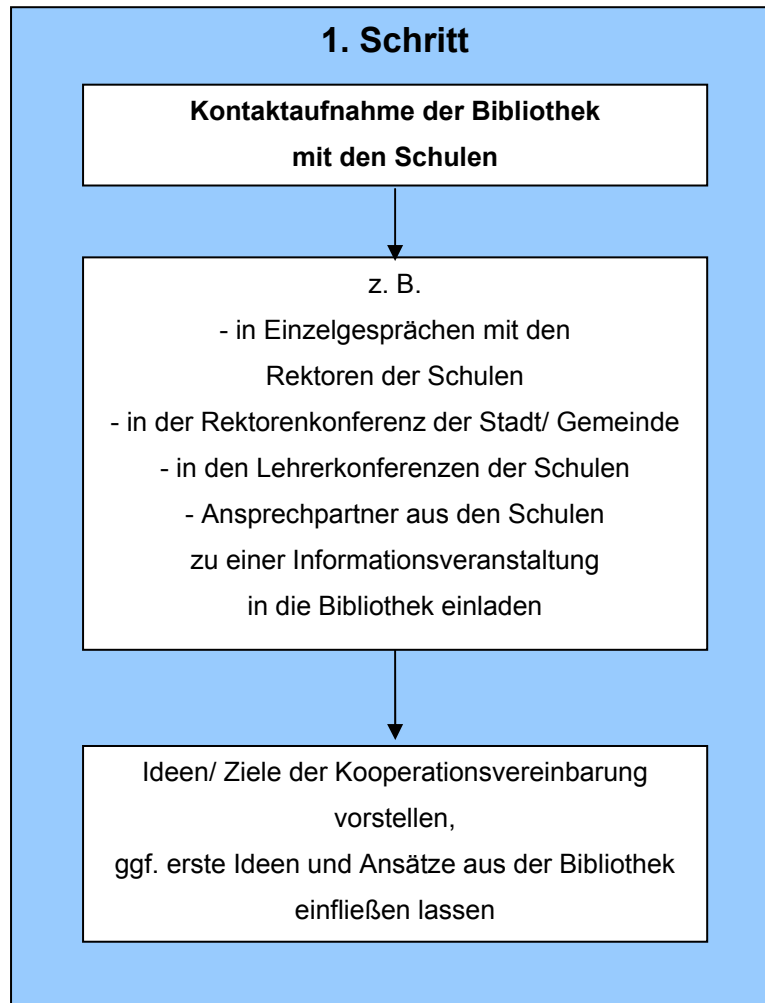 1. Schritt
Kontaktaufnahme der Bibliothek
mit den Schulen
z. B.
- in Einzelgesprächen mit den
Rektoren der Schulen
- in der Rektorenkonferenz der Stadt/ Gemeinde
- in den Lehrerkonferenzen der Schulen
- Ansprechpartner aus den Schulen
zu einer Informationsveranstaltung
in die Bibliothek einladen
Ideen/ Ziele der Kooperationsvereinbarung
vorstellen,
ggf. erste Ideen und Ansätze aus der Bibliothek
einfließen lassen